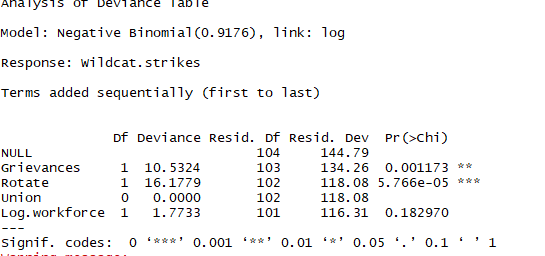 Analysis of Deviance Table
Model: Negative Binomial(0.9176), link: log
Response: Wildcat.strikes
Terms added sequentially (first to last)
Df Deviance Resid. Df Resid. Dev Pr(>Chi)
NULL 104 144.79
Grievances 1 10.5324 103 134.26 0.001173 **
Rotate 1 16.1779 102 118.08 5.766e-05 ***
Union 0 0.0000 102 118.08
Log.workforce 1 1.7733 101 116.31 0.182970
---
Signif. codes: 0 ‘***’ 0.001 ‘**’ 0.01 ‘*’ 0.05 ‘.’ 0.1 ‘ ’ 1